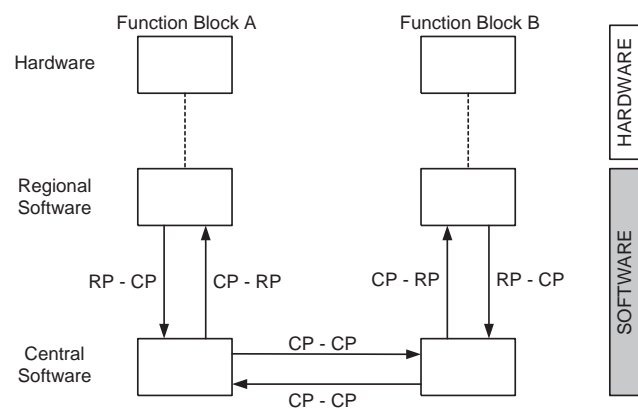 Function Block A
Function Block B
Hardware
HARDWARE
Regional
Software
RP - CP
CP - RP
CP - RP
RP - CP
SOFTWARE
Central
Software
CP - CP
CP - CP